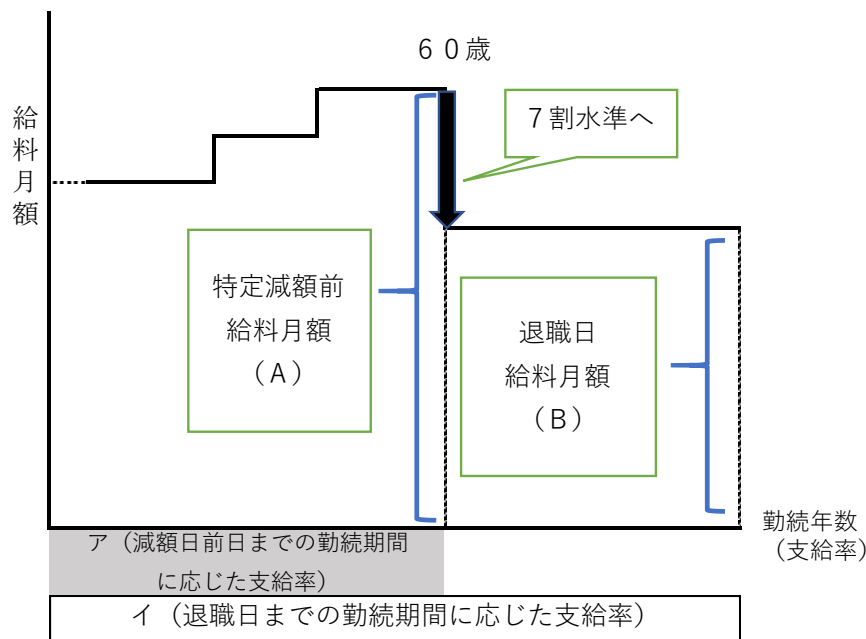 ６０歳
給料月額
７割水準へ
特定減額前
給料月額
（Ａ）
退職日
給料月額
（Ｂ）
勤続年数
（支給率）
ア（減額日前日までの勤続期間
に応じた支給率）
イ（退職日までの勤続期間に応じた支給率）